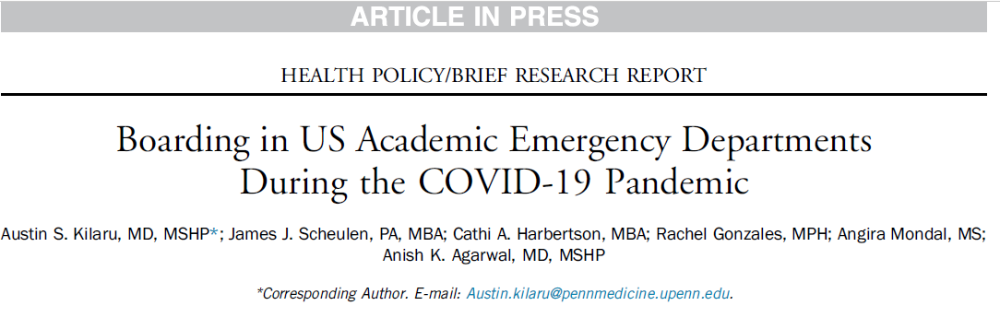 ARTICLE IN PRESS
HEALTH POLICY/BRIEF RESEARCH REPORT
Boarding in US Academic Emergency Departments
During the COVID-19 Pandemic
Austin S. Kilaru, MD, MSHP*; James J. Scheulen, PA, MBA; Cathi A. Harbertson, MBA; Rachel Gonzales, MPH; Angira Mondal, MS;
Anish K. Agarwal, MD, MSHP
*Corresponding Author. E-mail: Austin.kilaru@pennmedicine.upenn.edu.